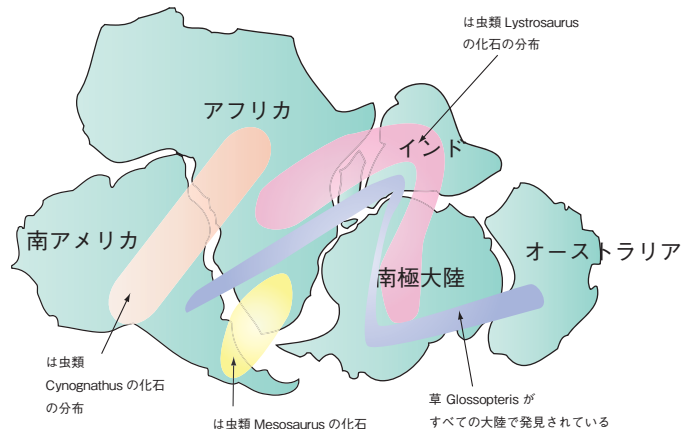 は虫類 Lystrosaurus
の化石の分布
アフリカ
インド
南アメリカ
南極大陸
オーストラリア
は虫類
Cynognathus の化石
の分布
は虫類 Mesosaurus の化石
草 Glossopteris が
すべての大陸で発見されている